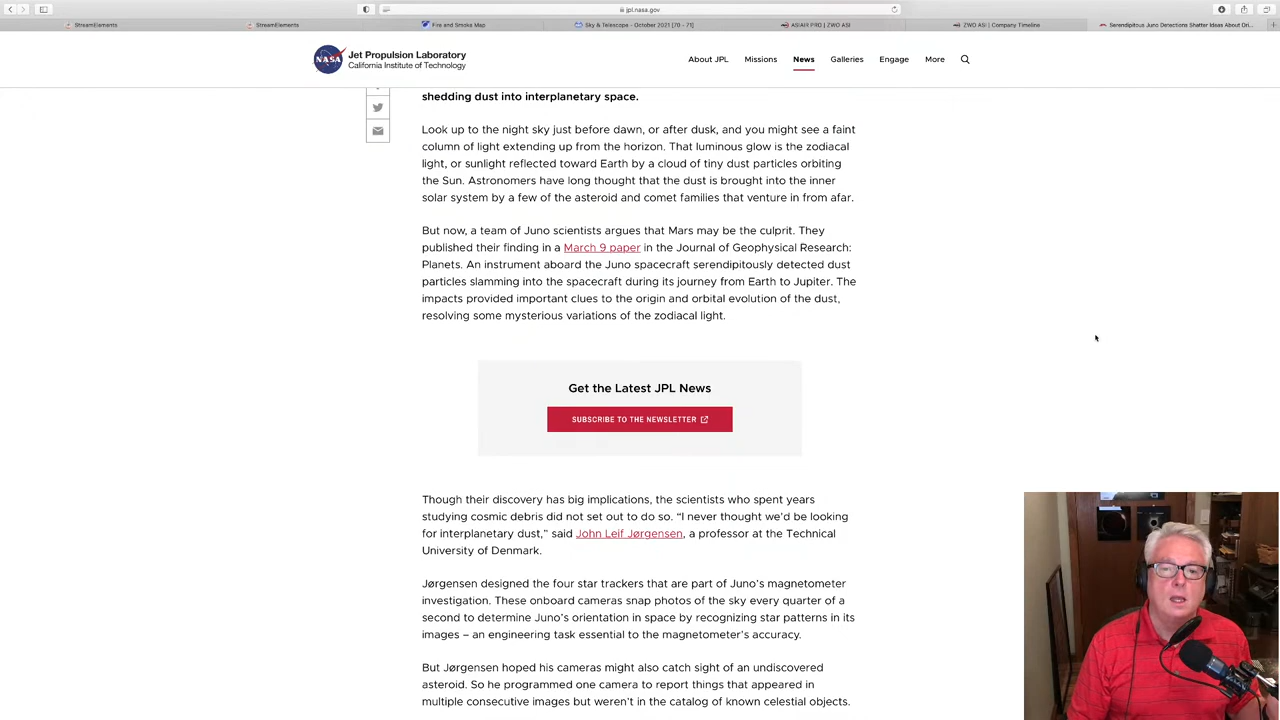 jpl.nasa.gov
StreamElements
StreamElements
Fire and Smoke Map
Sky & Telescope - October 2021 [70 - 71]
ASIAIR PRO | ZWO ASI
ZWO ASI | Company Timeline
Serendipitous Juno Detections Shatter Ideas About Ori...
NASA
Jet Propulsion Laboratory
California Institute of Technology
About JPL
Missions
News
Galleries
Engage
More
shedding dust into interplanetary space.
Look up to the night sky just before dawn, or after dusk, and you might see a faint
column of light extending up from the horizon. That luminous glow is the zodiacal
light, or sunlight reflected toward Earth by a cloud of tiny dust particles orbiting
the Sun. Astronomers have long thought that the dust is brought into the inner
solar system by a few of the asteroid and comet families that venture in from afar.
But now, a team of Juno scientists argues that Mars may be the culprit. They
published their finding in a March 9 paper in the Journal of Geophysical Research:
Planets. An instrument aboard the Juno spacecraft serendipitously detected dust
particles slamming into the spacecraft during its journey from Earth to Jupiter. The
impacts provided important clues to the origin and orbital evolution of the dust,
resolving some mysterious variations of the zodiacal light.
Get the Latest JPL News
SUBSCRIBE TO THE NEWSLETTER
Though their discovery has big implications, the scientists who spent years
studying cosmic debris did not set out to do so. “I never thought we’d be looking
for interplanetary dust,” said John Leif Jørgensen, a professor at the Technical
University of Denmark.
Jørgensen designed the four star trackers that are part of Juno’s magnetometer
investigation. These onboard cameras snap photos of the sky every quarter of a
second to determine Juno’s orientation in space by recognizing star patterns in its
images – an engineering task essential to the magnetometer’s accuracy.
But Jørgensen hoped his cameras might also catch sight of an undiscovered
asteroid. So he programmed one camera to report things that appeared in
multiple consecutive images but weren’t in the catalog of known celestial objects.